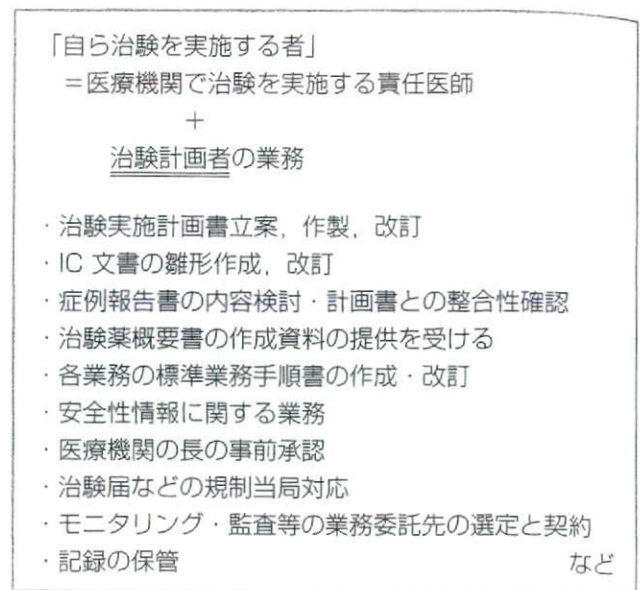 「自ら治験を実施する者」
＝医療機関で治験を実施する責任医師
＋
治験計画者の業務
・治験実施計画書立案，作製，改訂
・IC 文書の雛形作成，改訂
・症例報告書の内容検討・計画書との整合性確認
・治験薬概要書の作成資料の提供を受ける
・各業務の標準業務手順書の作成・改訂
・安全性情報に関する業務
・医療機関の長の事前承認
・治験届などの規制当局対応
・モニタリング・監査等の業務委託先の選定と契約
・記録の保管　など